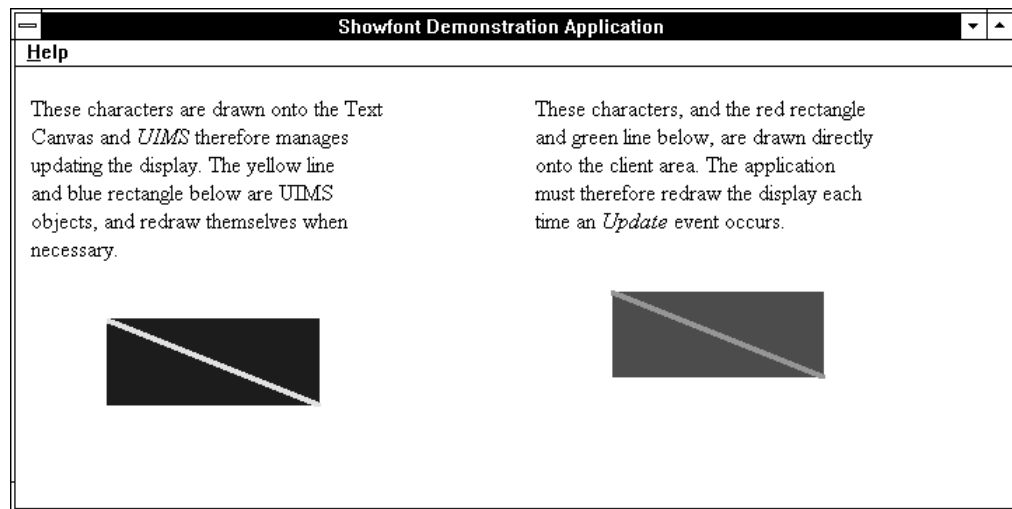 Showfont Demonstration Application
Help
These characters are drawn onto the Text
Canvas and UIMS therefore manages
updating the display. The yellow line
and blue rectangle below are UIMS
objects, and redraw themselves when
necessary.
These characters, and the red rectangle
and green line below, are drawn directly
onto the client area. The application
must therefore redraw the display each
time an Update event occurs.